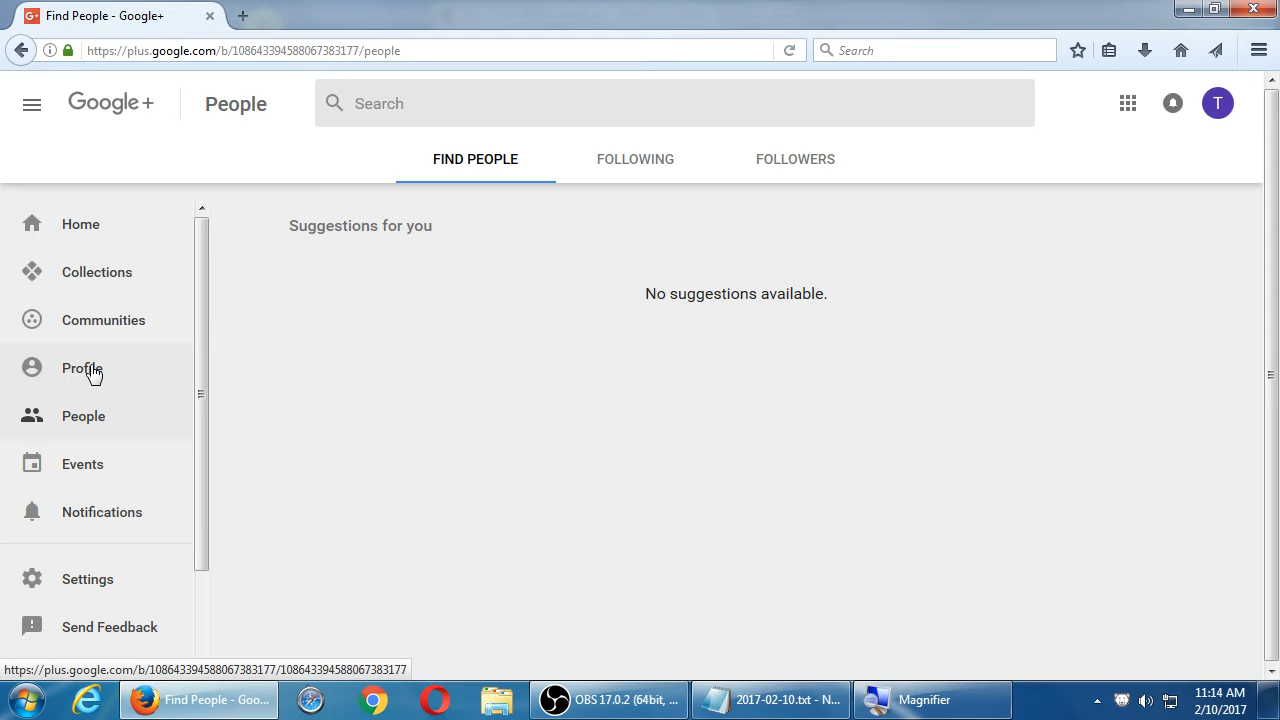 Find People - Google+
https://plus.google.com/b/108643394588067383177/people
Search
Google+
People
Search
T
FIND PEOPLE
FOLLOWING
FOLLOWERS
Home
Collections
Communities
Profile
People
Events
Notifications
Settings
Send Feedback
Suggestions for you
No suggestions available.
https://plus.google.com/b/108643394588067383177/108643394588067383177
Find People - Goo...
OBS 17.0.2 (64bit, ...
2017-02-10.txt - N...
Magnifier
11:14 AM
2/10/2017